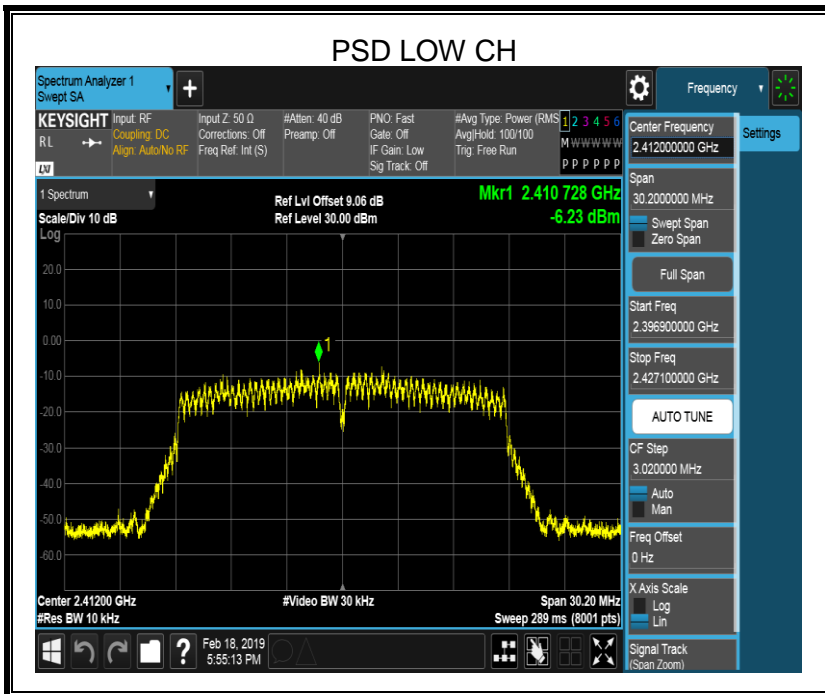 PSD LOW CH
Spectrum Analyzer 1
Swept SA
+
Frequency
KEYSIGHT
RL
LXI
Input: RF
Coupling: DC
Align: Auto/No RF
Input Z: 50 Ω
Corrections: Off
Freq Ref: Int (S)
#Atten: 40 dB
Preamp: Off
PNO: Fast
Gate: Off
IF Gain: Low
Sig Track: Off
#Avg Type: Power (RMS
Avg|Hold: 100/100
Trig: Free Run
1 2 3 4 5 6
M W W W W W
P P P P P P
1 Spectrum
Scale/Div 10 dB
Log
Ref Lvl Offset 9.06 dB
Ref Level 30.00 dBm
Mkr1 2.410 728 GHz
-6.23 dBm
20.0
10.0
0.00
-10.0
-20.0
-30.0
-40.0
-50.0
-60.0
1
Center 2.41200 GHz
#Res BW 10 kHz
#Video BW 30 kHz
Span 30.20 MHz
Sweep 289 ms (8001 pts)
Center Frequency
2.412000000 GHz
Settings
Span
30.2000000 MHz
Swept Span
Zero Span
Full Span
Start Freq
2.396900000 GHz
Stop Freq
2.427100000 GHz
AUTO TUNE
CF Step
3.020000 MHz
Auto
Man
Freq Offset
0 Hz
X Axis Scale
Log
Lin
Signal Track
(Span Zoom)
?
Feb 18, 2019
5:55:13 PM